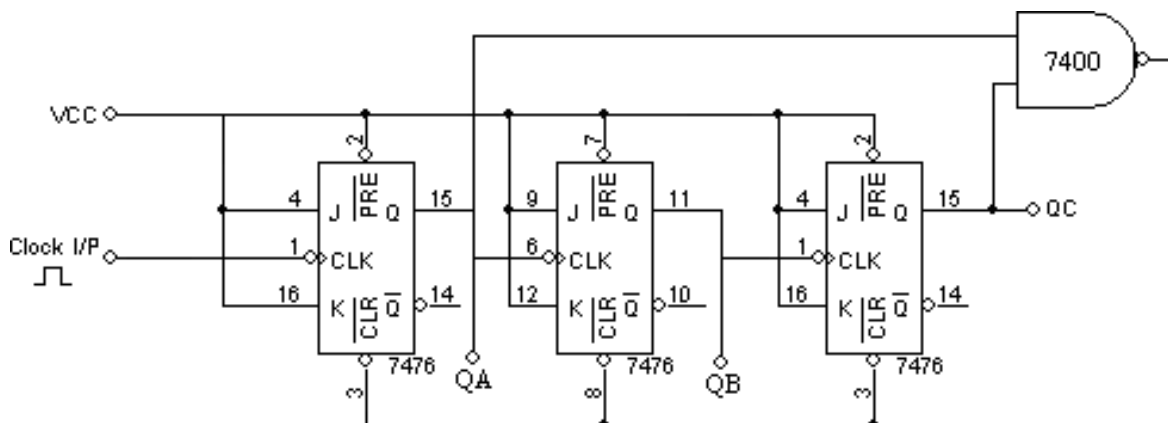 7400
VCC
2
7
2
4
J
PRE
Q
15
9
J
PRE
Q
11
4
J
PRE
Q
15
QC
Clock I/P
1
CLK
6
CLK
1
CLK
16
K
CLR
Q
14
12
K
CLR
Q
10
16
K
CLR
Q
14
7476
7476
7476
3
QA
8
QB
3